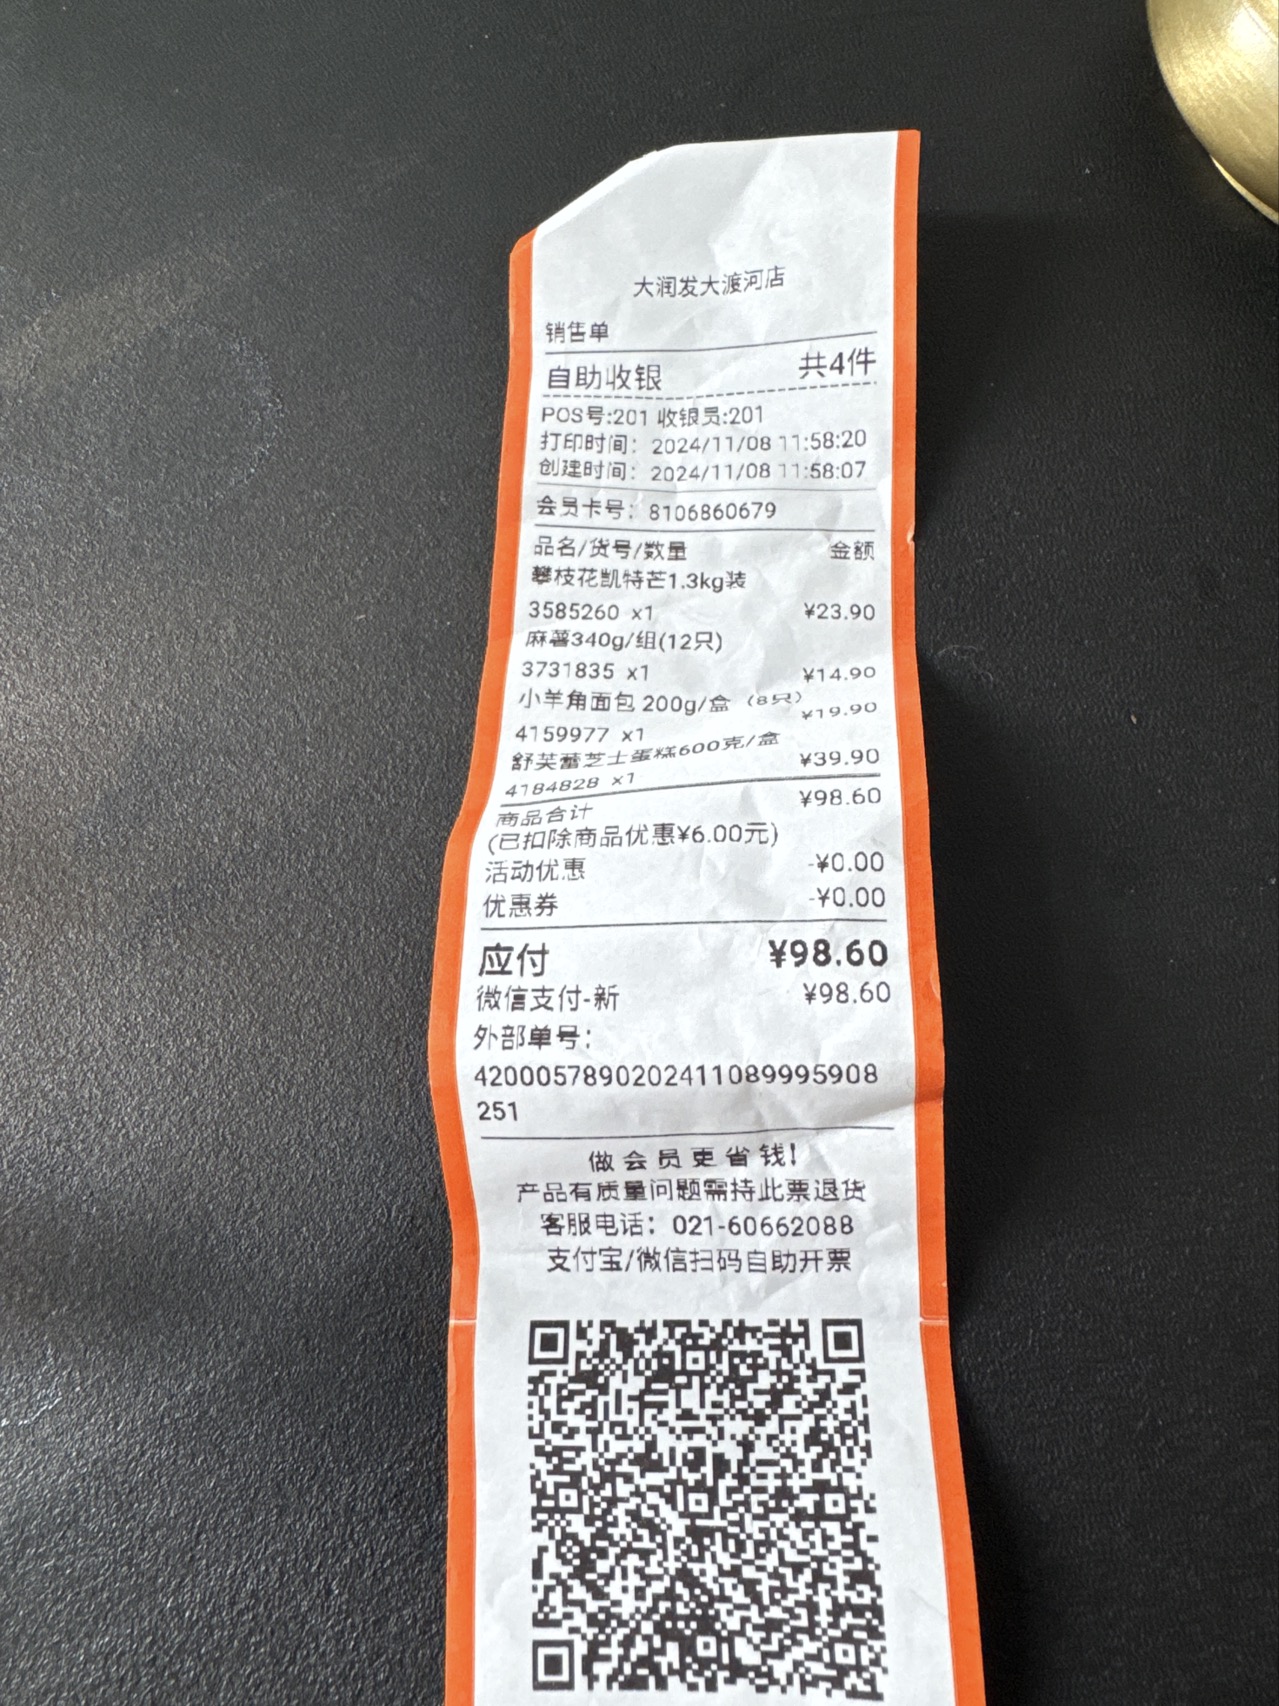 大润发大渡河店
销售单
自助收银 共4件
POS号:201 收银员:201
打印时间： 2024/11/08 11:58:20
创建时间： 2024/11/08 11:58:07
会员卡号： 8106860679
品名/货号/数量 金额
攀枝花凯特芒1.3kg装
3585260 x1 ¥23.90
麻薯340g/组(12只)
3731835 x1 ¥14.90
小羊角面包 200g/盒（8只）
4159977 x1 ¥19.90
舒芙蕾芝士蛋糕600克/盒
4184828 x1 ¥39.90
商品合计 ¥98.60
(已扣除商品优惠¥6.00元)
活动优惠 -¥0.00
优惠券 -¥0.00
应付 ¥98.60
微信支付-新 ¥98.60
外部单号：
4200057890202411089995908
251
做会员更省钱!
产品有质量问题需持此票退货
客服电话：021-60662088
支付宝/微信扫码自助开票